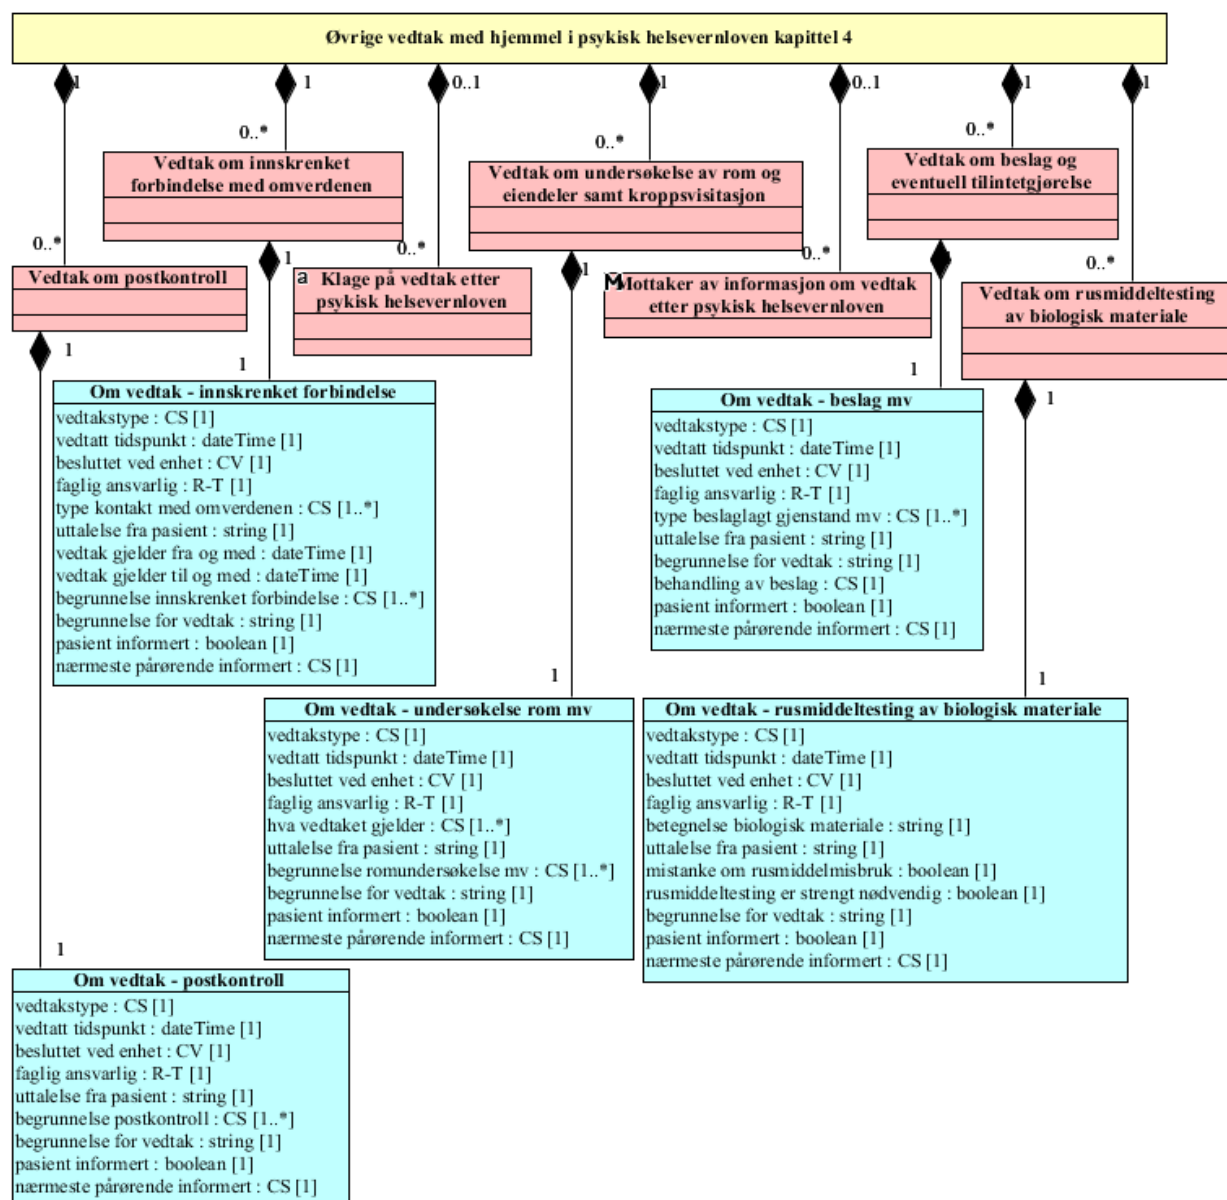 Øvrige vedtak med hjemmel i psykisk helsevernloven kapittel 4
1
1
0..1
1
0..1
1
1
0..*
Vedtak om innskrenket
forbindelse med omverdenen
0..*
Vedtak om undersøkelse av rom og
eiendeler samt kroppsvisitasjon
0..*
Vedtak om beslag og
eventuell tilintetgjørelse
0..*
Vedtak om postkontroll
1
0..*
a
Klage på vedtak etter
psykisk helsevernloven
1
0..*
Mottaker av informasjon om vedtak
etter psykisk helsevernloven
1
0..*
Vedtak om rusmiddeltesting
av biologisk materiale
1
1
Om vedtak - innskrenket forbindelse
vedtakstype : CS [1]
vedtatt tidspunkt : dateTime [1]
besluttet ved enhet : CV [1]
faglig ansvarlig : R-T [1]
type kontakt med omverdenen : CS [1..*]
uttalelse fra pasient : string [1]
vedtak gjelder fra og med : dateTime [1]
vedtak gjelder til og med : dateTime [1]
begrunnelse innskrenket forbindelse : CS [1..*]
begrunnelse for vedtak : string [1]
pasient informert : boolean [1]
nærmeste pårørende informert : CS [1]
1
Om vedtak - beslag mv
vedtakstype : CS [1]
vedtatt tidspunkt : dateTime [1]
besluttet ved enhet : CV [1]
faglig ansvarlig : R-T [1]
type beslaglagt gjenstand mv : CS [1..*]
uttalelse fra pasient : string [1]
begrunnelse for vedtak : string [1]
behandling av beslag : CS [1]
pasient informert : boolean [1]
nærmeste pårørende informert : CS [1]
1
1
Om vedtak - undersøkelse rom mv
vedtakstype : CS [1]
vedtatt tidspunkt : dateTime [1]
besluttet ved enhet : CV [1]
faglig ansvarlig : R-T [1]
hva vedtaket gjelder : CS [1..*]
uttalelse fra pasient : string [1]
begrunnelse romundersøkelse mv : CS [1..*]
begrunnelse for vedtak : string [1]
pasient informert : boolean [1]
nærmeste pårørende informert : CS [1]
1
Om vedtak - rusmiddeltesting av biologisk materiale
vedtakstype : CS [1]
vedtatt tidspunkt : dateTime [1]
besluttet ved enhet : CV [1]
faglig ansvarlig : R-T [1]
betegnelse biologisk materiale : string [1]
uttalelse fra pasient : string [1]
mistanke om rusmiddelmisbruk : boolean [1]
rusmiddeltesting er strengt nødvendig : boolean [1]
begrunnelse for vedtak : string [1]
pasient informert : boolean [1]
nærmeste pårørende informert : CS [1]
1
Om vedtak - postkontroll
vedtakstype : CS [1]
vedtatt tidspunkt : dateTime [1]
besluttet ved enhet : CV [1]
faglig ansvarlig : R-T [1]
uttalelse fra pasient : string [1]
begrunnelse postkontroll : CS [1..*]
begrunnelse for vedtak : string [1]
pasient informert : boolean [1]
nærmeste pårørende informert : CS [1]